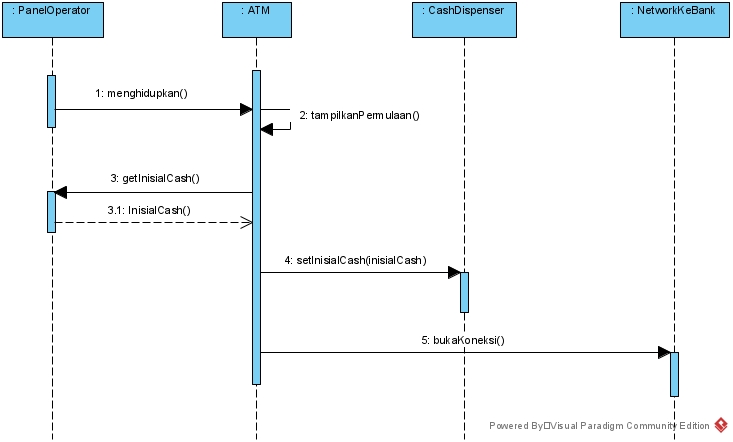 : PanelOperator
: ATM
: CashDispenser
: NetworkKeBank
1: menghidupkan()
2: tampilkanPermulaan()
3: getInisialCash()
3.1: InisialCash()
4: setInisialCash(inisialCash)
5: bukaKoneksi()
Powered By Visual Paradigm Community Edition